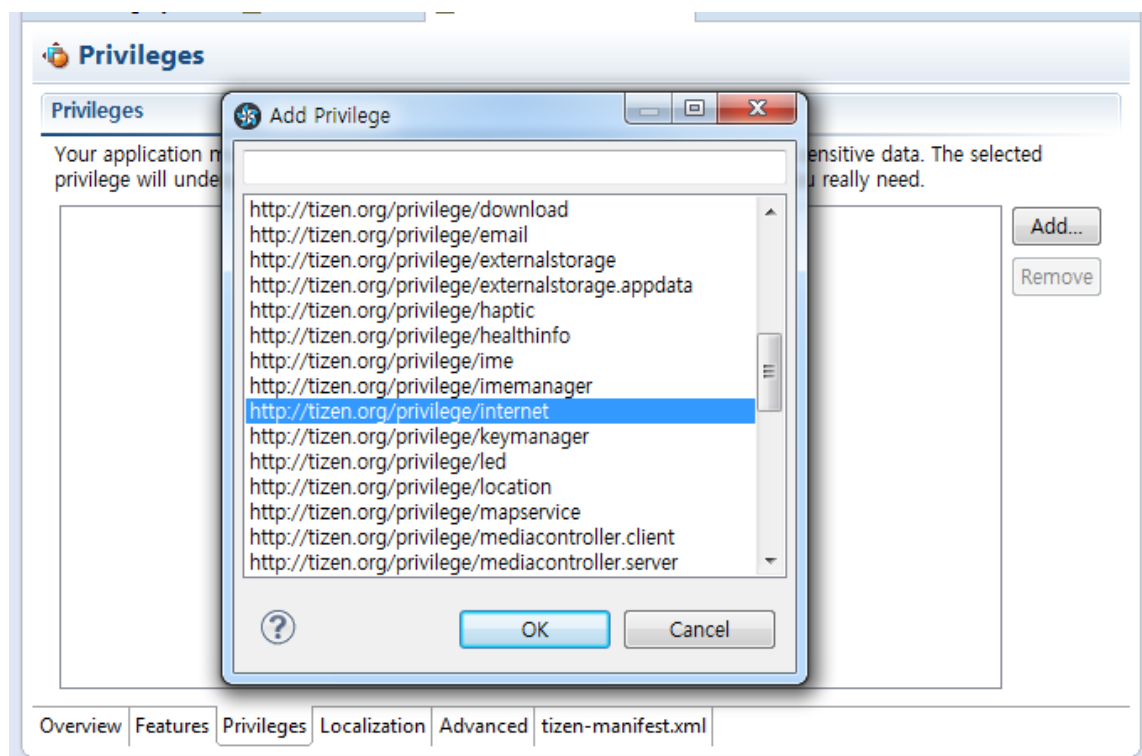 Privileges
Privileges
Add Privilege
Your application
ensitive data. The selected
privilege will unde
u really need.
http://tizen.org/privilege/download
http://tizen.org/privilege/email
http://tizen.org/privilege/externalstorage
http://tizen.org/privilege/externalstorage.appdata
http://tizen.org/privilege/haptic
http://tizen.org/privilege/healthinfo
http://tizen.org/privilege/ime
http://tizen.org/privilege/imemanager
http://tizen.org/privilege/internet
http://tizen.org/privilege/keymanager
http://tizen.org/privilege/led
http://tizen.org/privilege/location
http://tizen.org/privilege/mapservice
http://tizen.org/privilege/mediacontroller.client
http://tizen.org/privilege/mediacontroller.server
Add...
Remove
?
OK Cancel
Overview Features Privileges Localization Advanced tizen-manifest.xml